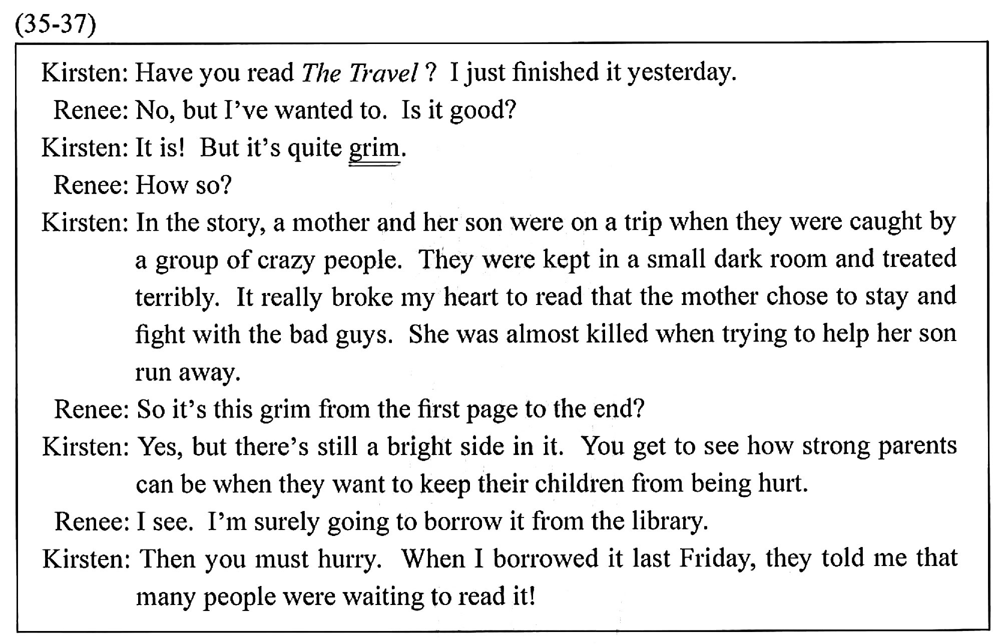 (35-37)
Kirsten: Have you read The Travel ? I just finished it yesterday.
Renee: No, but I've wanted to. Is it good?
Kirsten: It is! But it's quite grim.
Renee: How so?
Kirsten: In the story, a mother and her son were on a trip when they were caught by
a group of crazy people. They were kept in a small dark room and treated
terribly. It really broke my heart to read that the mother chose to stay and
fight with the bad guys. She was almost killed when trying to help her son
run away.
Renee: So it's this grim from the first page to the end?
Kirsten: Yes, but there's still a bright side in it. You get to see how strong parents
can be when they want to keep their children from being hurt.
Renee: I see. I'm surely going to borrow it from the library.
Kirsten: Then you must hurry. When I borrowed it last Friday, they told me that
many people were waiting to read it!